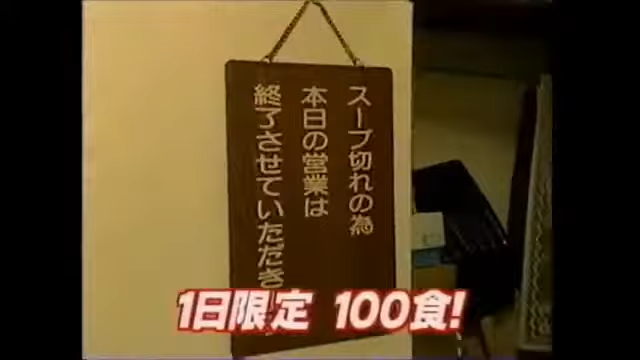 スープ切れの為
本日の営業は
終了させていただき
1日限定 100食!